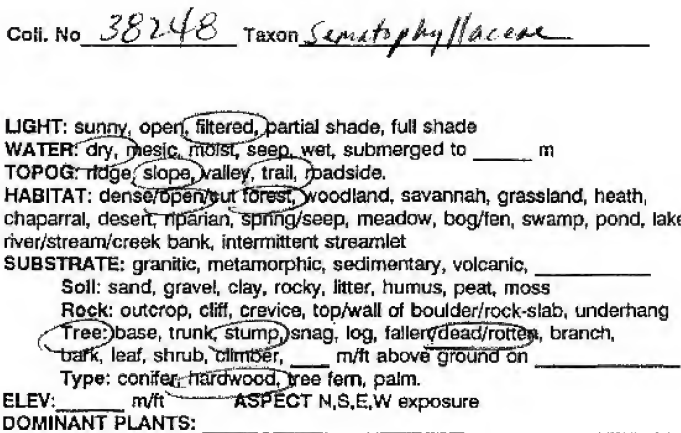 Coll. No 38248 Taxon Sematophyllaceae
LIGHT: sunny, open, filtered, partial shade, full shade
WATER: dry, mesic, moist, seep, wet, submerged to _____ m
TOPOG: ridge, slope, valley, trail, roadside.
HABITAT: dense/open/cut forest, woodland, savannah, grassland, heath,
chaparral, desert, riparian, spring/seep, meadow, bog/fen, swamp, pond, lake
river/stream/creek bank, intermittent streamlet
SUBSTRATE: granitic, metamorphic, sedimentary, volcanic, _________
Soil: sand, gravel, clay, rocky, litter, humus, peat, moss
Rock: outcrop, cliff, crevice, top/wall of boulder/rock-slab, underhang
Tree: base, trunk, stump, snag, log, fallen/dead/rotten, branch,
bark, leaf, shrub, climber, ___ m/ft above ground on ____________
Type: conifer, hardwood, tree fern, palm.
ELEV:______ m/ft ASPECT N,S,E,W exposure
DOMINANT PLANTS: ____________